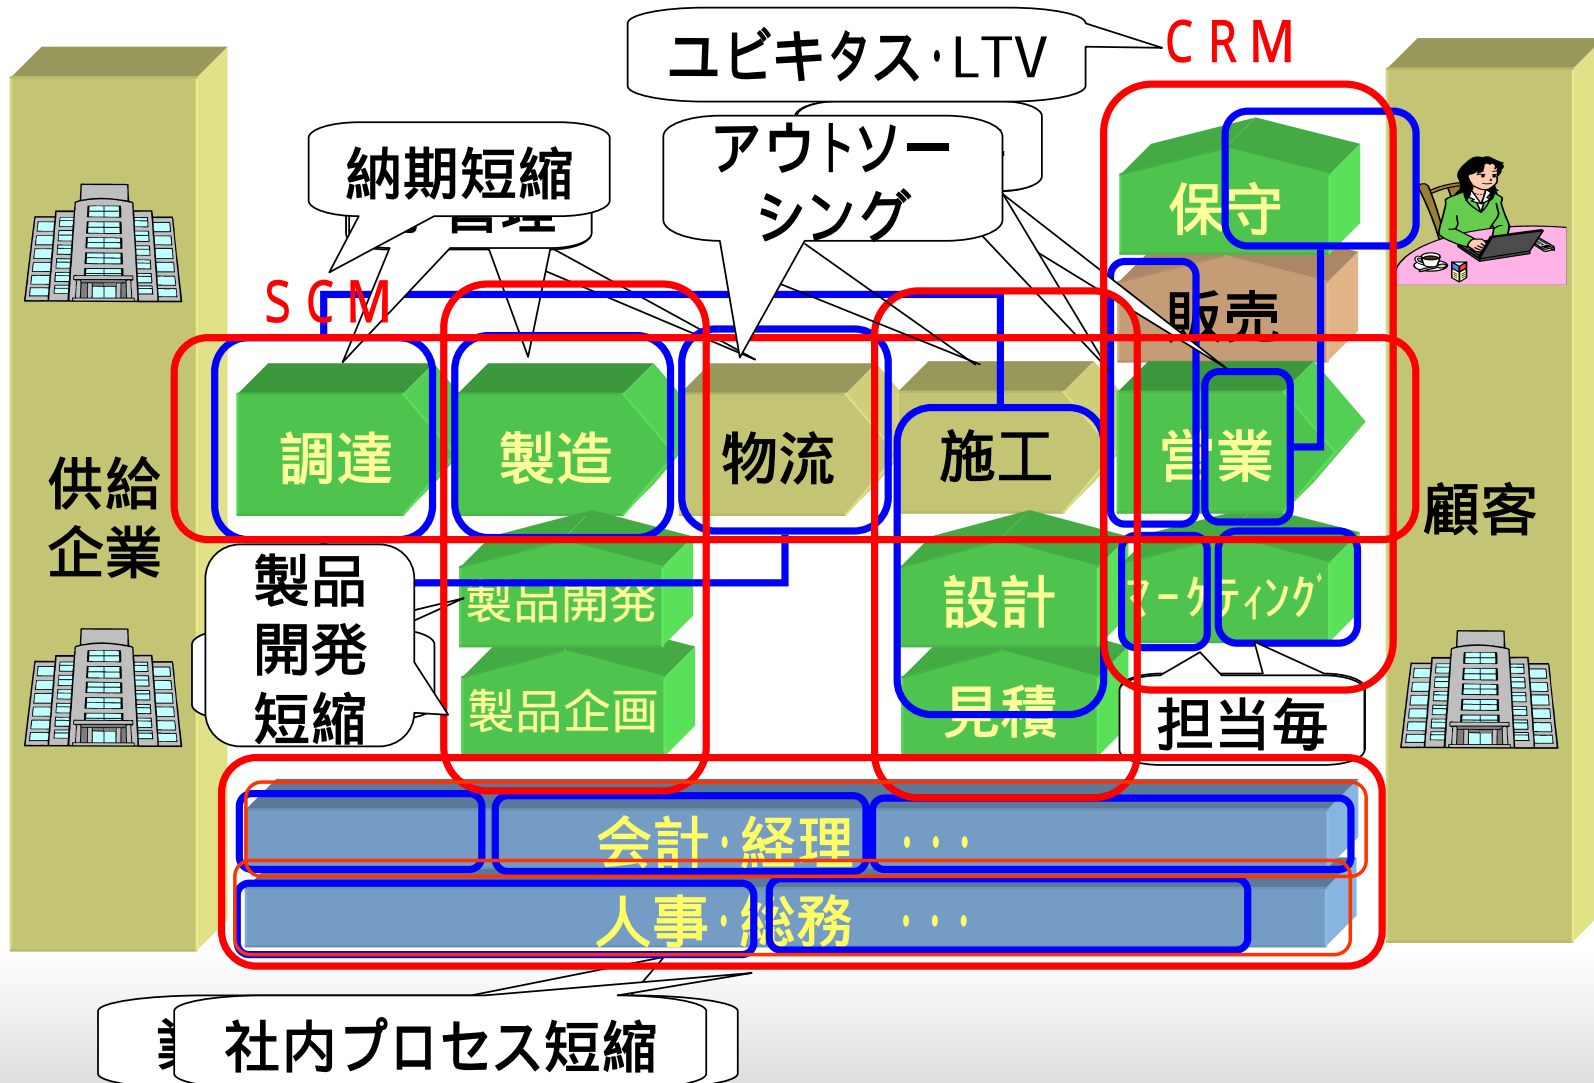 ユビキタス・LTV
CRM
アウトソー
シング
納期短縮
管理
SCM
保守
販売
調達
製造
物流
施工
営業
供給
企業
顧客
製品
開発
短縮
製品開発
製品企画
設計
見積
マーケティング
担当毎
会計・経理 ・・・
人事・総務 ・・・
社内プロセス短縮